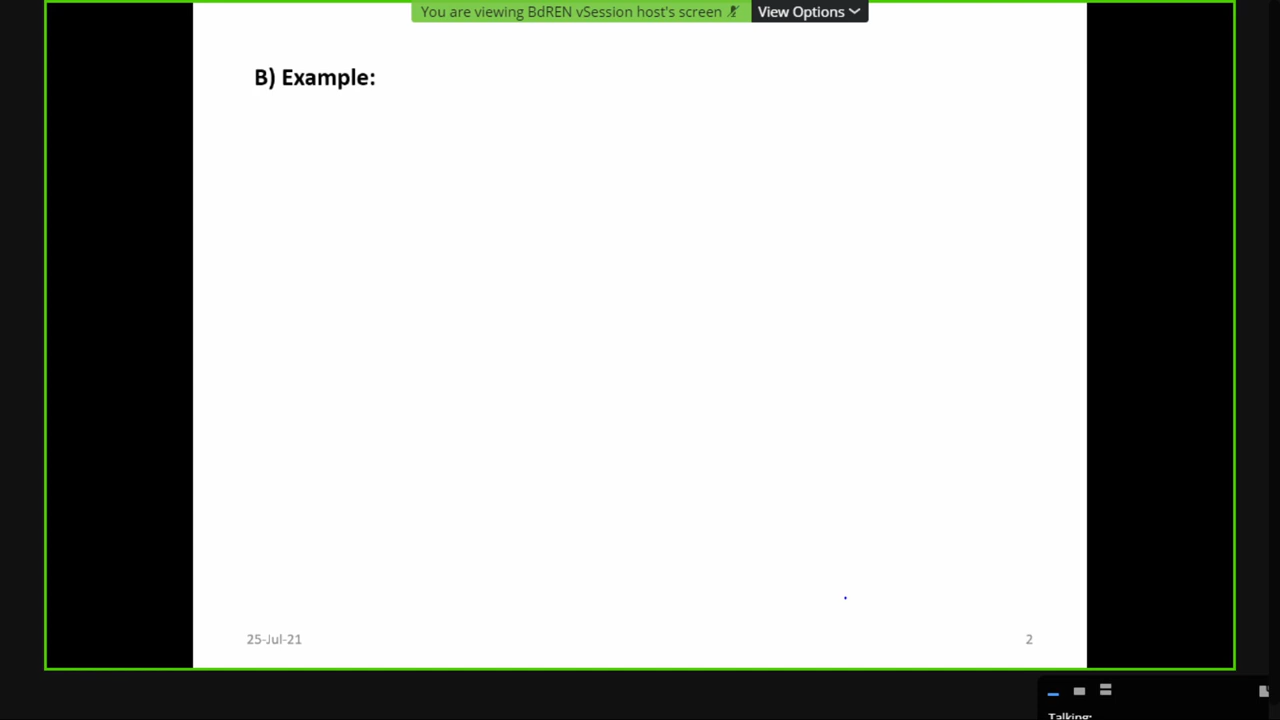 You are viewing BdREN vSession host's screen View Options
B) Example:
25-Jul-21 2
Talking: